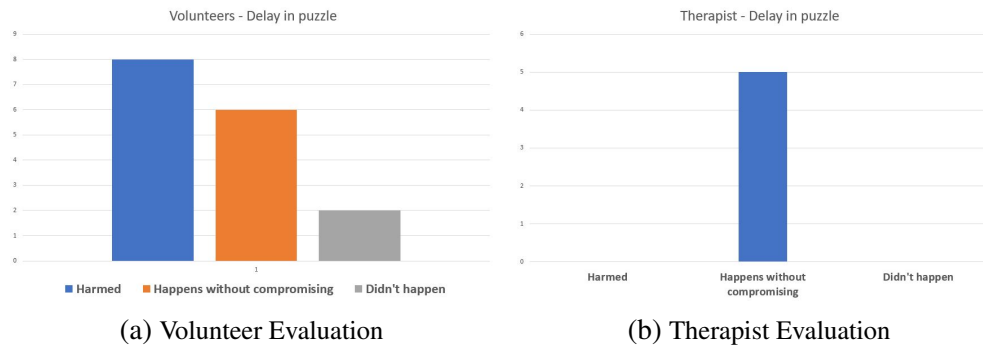 Volunteers - Delay in puzzle
9
8
7
6
5
4
3
2
1
0
1
Harmed Happens without compromising Didn't happen
(a) Volunteer Evaluation
Therapist - Delay in puzzle
6
5
4
3
2
1
0
Harmed Happens without Didn't happen
compromising
(b) Therapist Evaluation